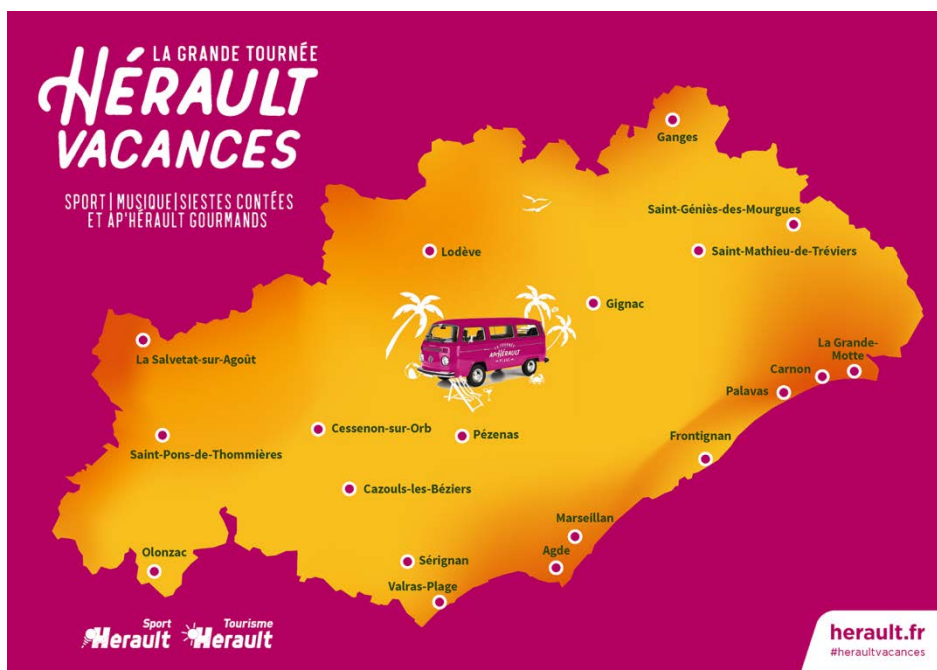 LA GRANDE TOURNÉE
HÉRAULT
VACANCES
SPORT | MUSIQUE | SIESTES CONTÉES
ET AP'HÉRAULT GOURMANDS
Ganges
Saint-Géniès-des-Mourgues
Lodève
Saint-Mathieu-de-Tréviers
Gignac
AP'HÉRAULT
La Salvetat-sur-Agoût
La Grande-
Motte
Carnon
Palavas
Cessenon-sur-Orb
Pézenas
Frontignan
Saint-Pons-de-Thommières
Cazouls-les-Béziers
Marseillan
Olonzac
Sérignan
Agde
Valras-Plage
Sport
Herault
Tourisme
Herault
herault.fr
#heraultvacances